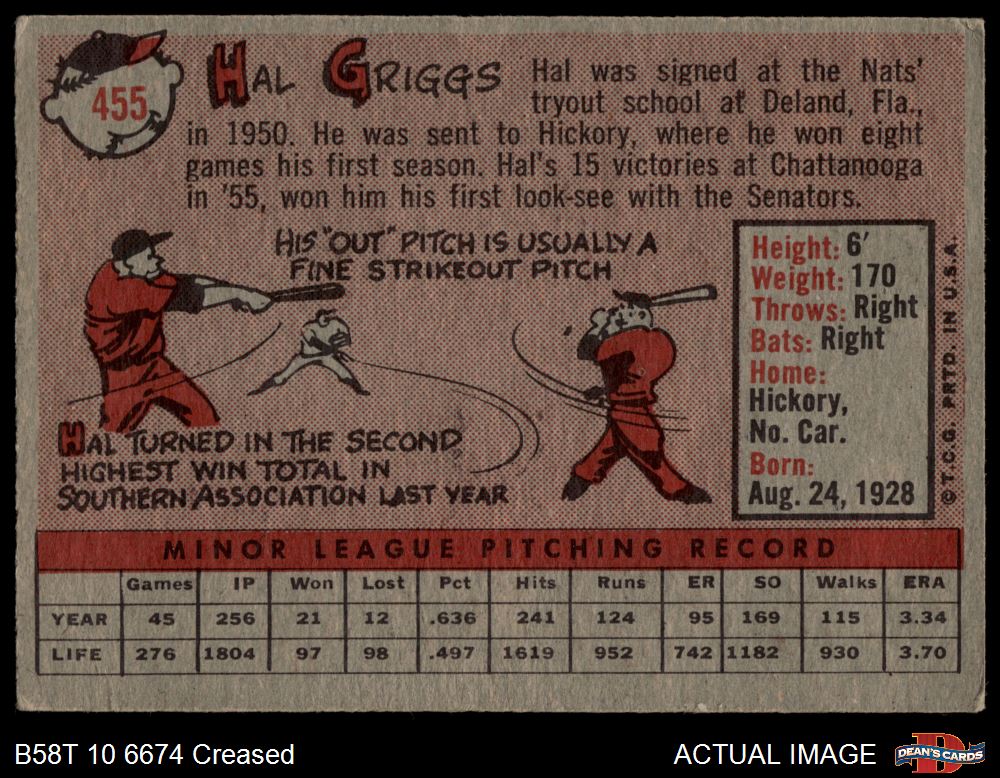 455
HAL GRIGGS
Hal was signed at the Nats'
tryout school at Deland, Fla.,
in 1950. He was sent to Hickory, where he won eight
games his first season. Hal's 15 victories at Chattanooga
in '55, won him his first look-see with the Senators.
HIS "OUT" PITCH IS USUALLY A
FINE STRIKEOUT PITCH
HAL TURNED IN THE SECOND
HIGHEST WIN TOTAL IN
SOUTHERN ASSOCIATION LAST YEAR
Height: 6'
Weight: 170
Throws: Right
Bats: Right
Home:
Hickory,
No. Car.
Born:
Aug. 24, 1928
©T.C.G. PRTD. IN U.S.A.
MINOR LEAGUE PITCHING RECORD
Games IP Won Lost Pct Hits Runs ER SO Walks ERA
YEAR 45 256 21 12 .636 241 124 95 169 115 3.34
LIFE 276 1804 97 98 .497 1619 952 742 1182 930 3.70
B58T 10 6674 Creased
ACTUAL IMAGE
DEAN'S CARDS